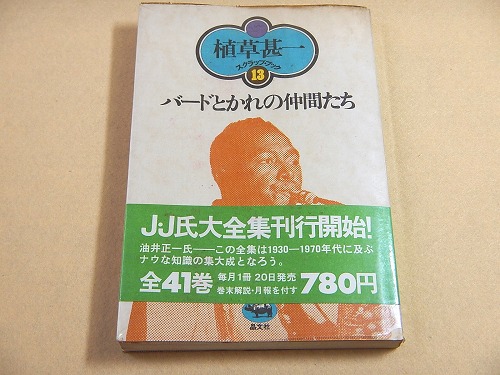 植草甚一
スクラップ・ブック
13
バードとかれの仲間たち
J・J氏大全集刊行開始!
油井正一氏——この全集は1930—1970年代に及ぶ
ナウな知識の集大成となろう。
全41巻 毎月1冊 20日発売 780円
巻末解説・月報を付す
晶文社